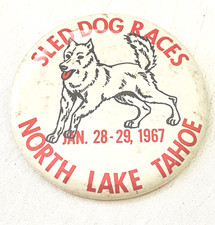 SLED DOG RACES
JAN. 28-29, 1967
NORTH LAKE TAHOE